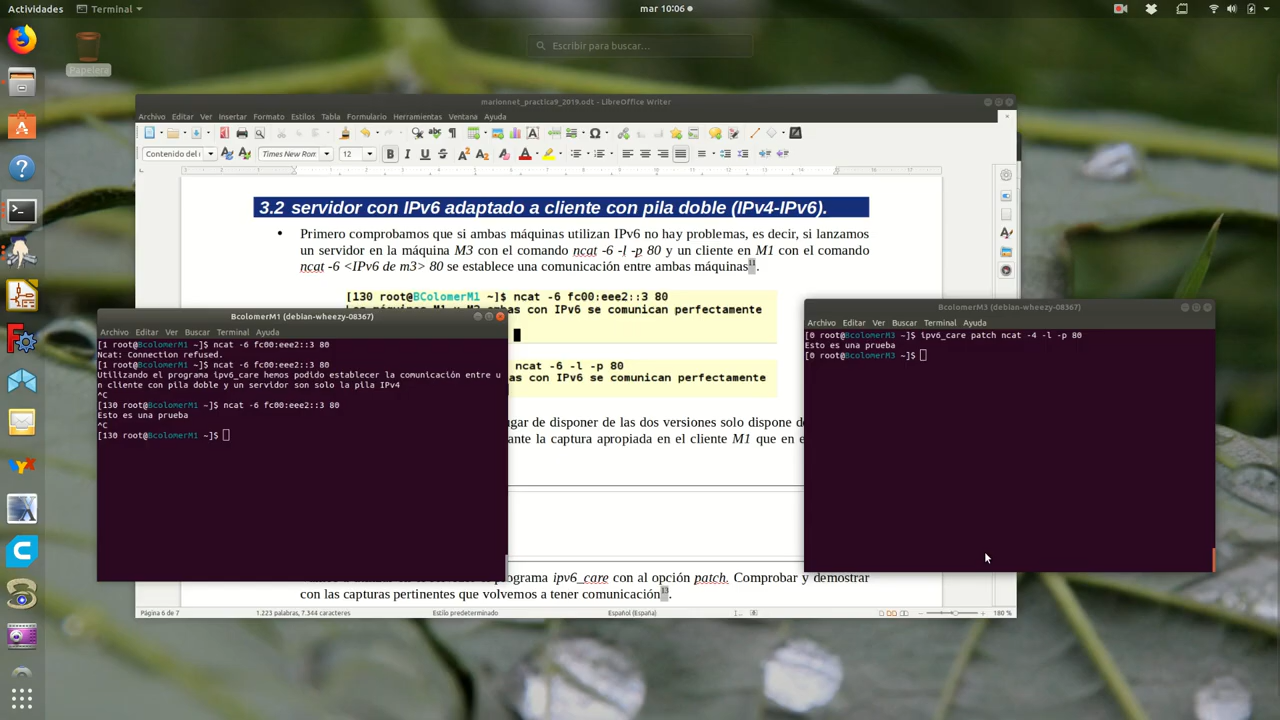 Actividades
Terminal
mar 10:06
Papelera
Escribir para buscar…
marionnet_practica9_2019.odt - LibreOffice Writer
Archivo Editar Ver Insertar Formato Estilos Tabla Formulario Herramientas Ventana Ayuda
Times New Rom 12
3.2 servidor con IPv6 adaptado a cliente con pila doble (IPv4-IPv6).
Primero comprobamos que si ambas máquinas utilizan IPv6 no hay problemas, es decir, si lanzamos
un servidor en la máquina M3 con el comando ncat -6 -l -p 80 y un cliente en M1 con el comando
ncat -6 <IPv6 de m3> 80 se establece una comunicación entre ambas máquinas11.
[130 root@BColomerM1 ~]$ ncat -6 fc00:eee2::3 80
as con IPv6 se comunican perfectamente
ncat -6 -l -p 80
as con IPv6 se comunican perfectamente
ugar de disponer de las dos versiones solo dispone d
ante la captura apropiada en el cliente M1 que en e
programa ipv6_care con al opción patch. Comprobar y demostrar
con las capturas pertinentes que volvemos a tener comunicación13.
Página 6 de 7
1.223 palabras, 7.344 caracteres
Estilo predeterminado
Español (España)
180 %
BcolomerM1 (debian-wheezy-08367)
Archivo Editar Ver Buscar Terminal Ayuda
[1 root@BcolomerM1 ~]$ ncat -6 fc00:eee2::3 80
Ncat: Connection refused.
[1 root@BcolomerM1 ~]$ ncat -6 fc00:eee2::3 80
Utilizando el programa ipv6_care hemos podido establecer la comunicación entre u
n cliente con pila doble y un servidor son solo la pila IPv4
^C
[130 root@BcolomerM1 ~]$ ncat -6 fc00:eee2::3 80
Esto es una prueba
^C
[130 root@BcolomerM1 ~]$
BcolomerM3 (debian-wheezy-08367)
Archivo Editar Ver Buscar Terminal Ayuda
[0 root@BcolomerM3 ~]$ ipv6_care patch ncat -4 -l -p 80
Esto es una prueba
[0 root@BcolomerM3 ~]$